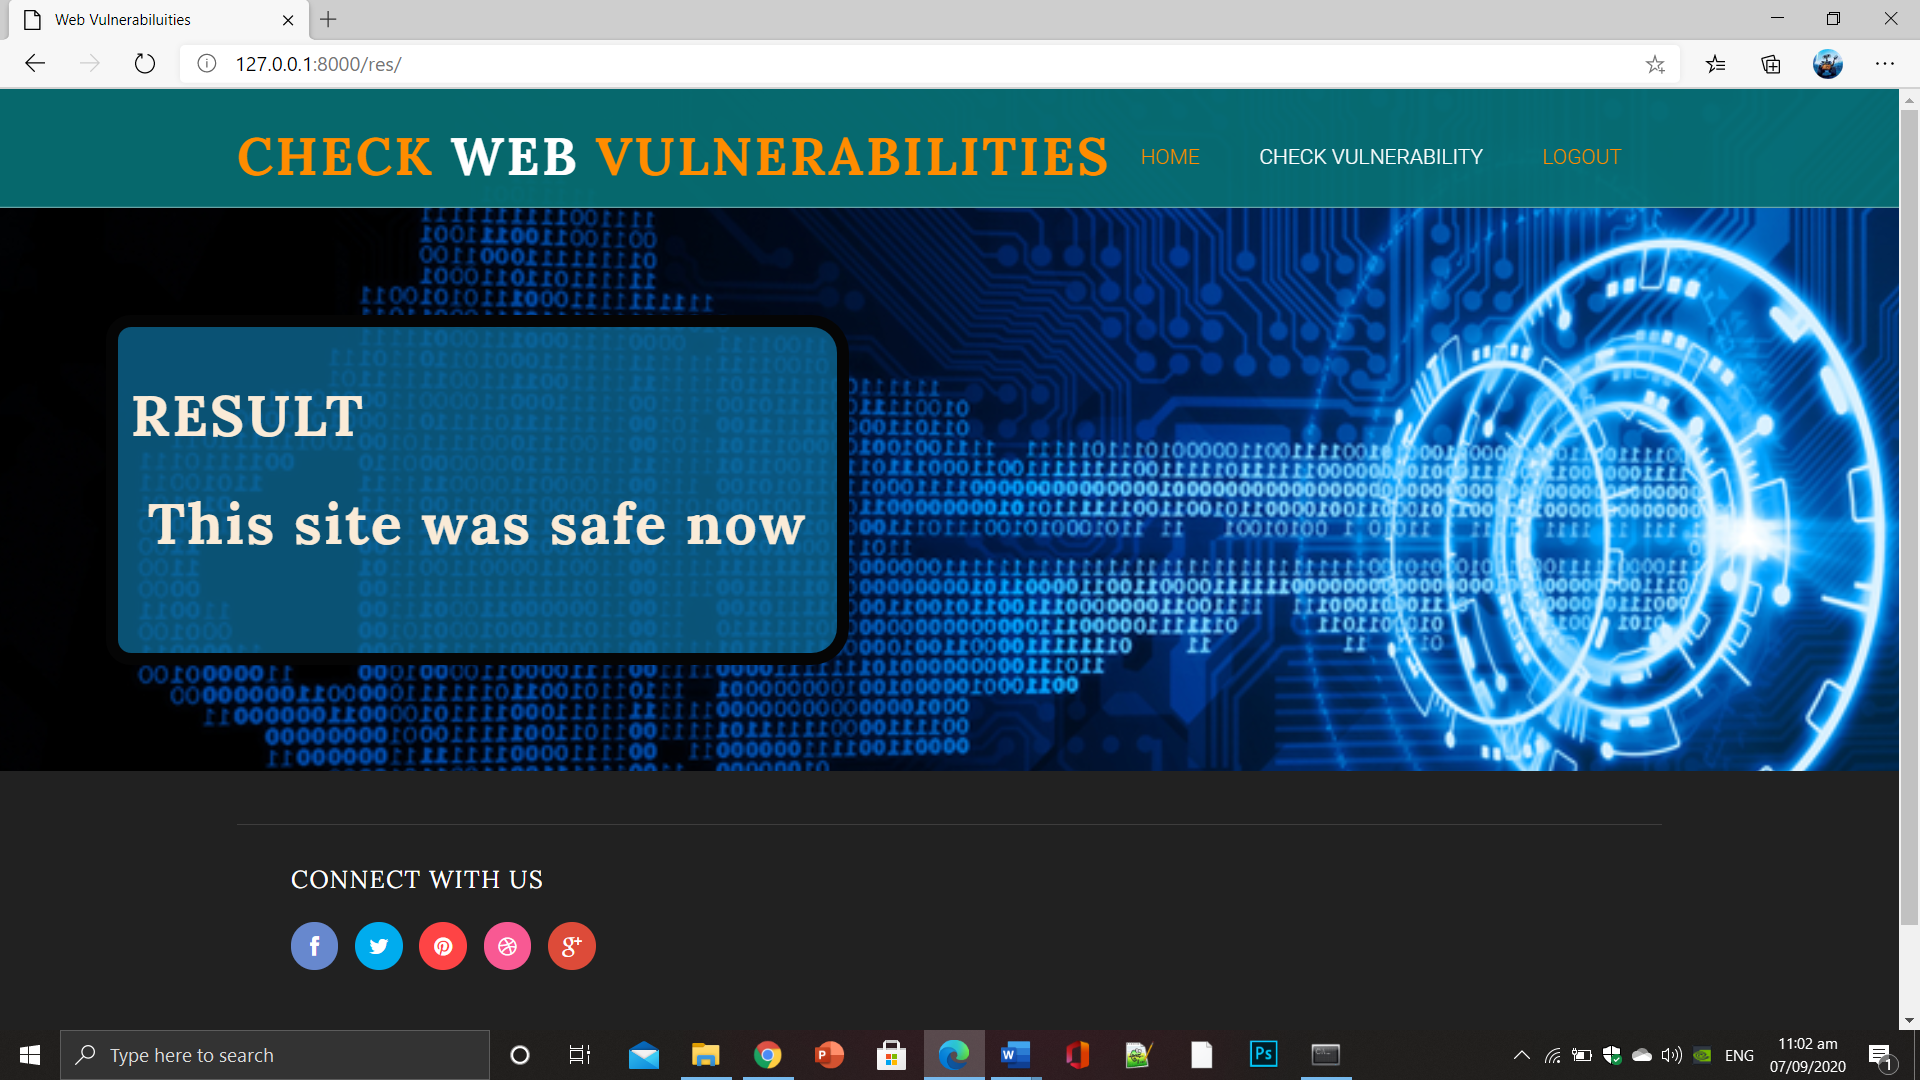 Web Vulnerabiluities
127.0.0.1:8000/res/
CHECK WEB VULNERABILITIES
HOME
CHECK VULNERABILITY
LOGOUT
RESULT
This site was safe now
CONNECT WITH US
Type here to search
ENG
11:02 am
07/09/2020
1